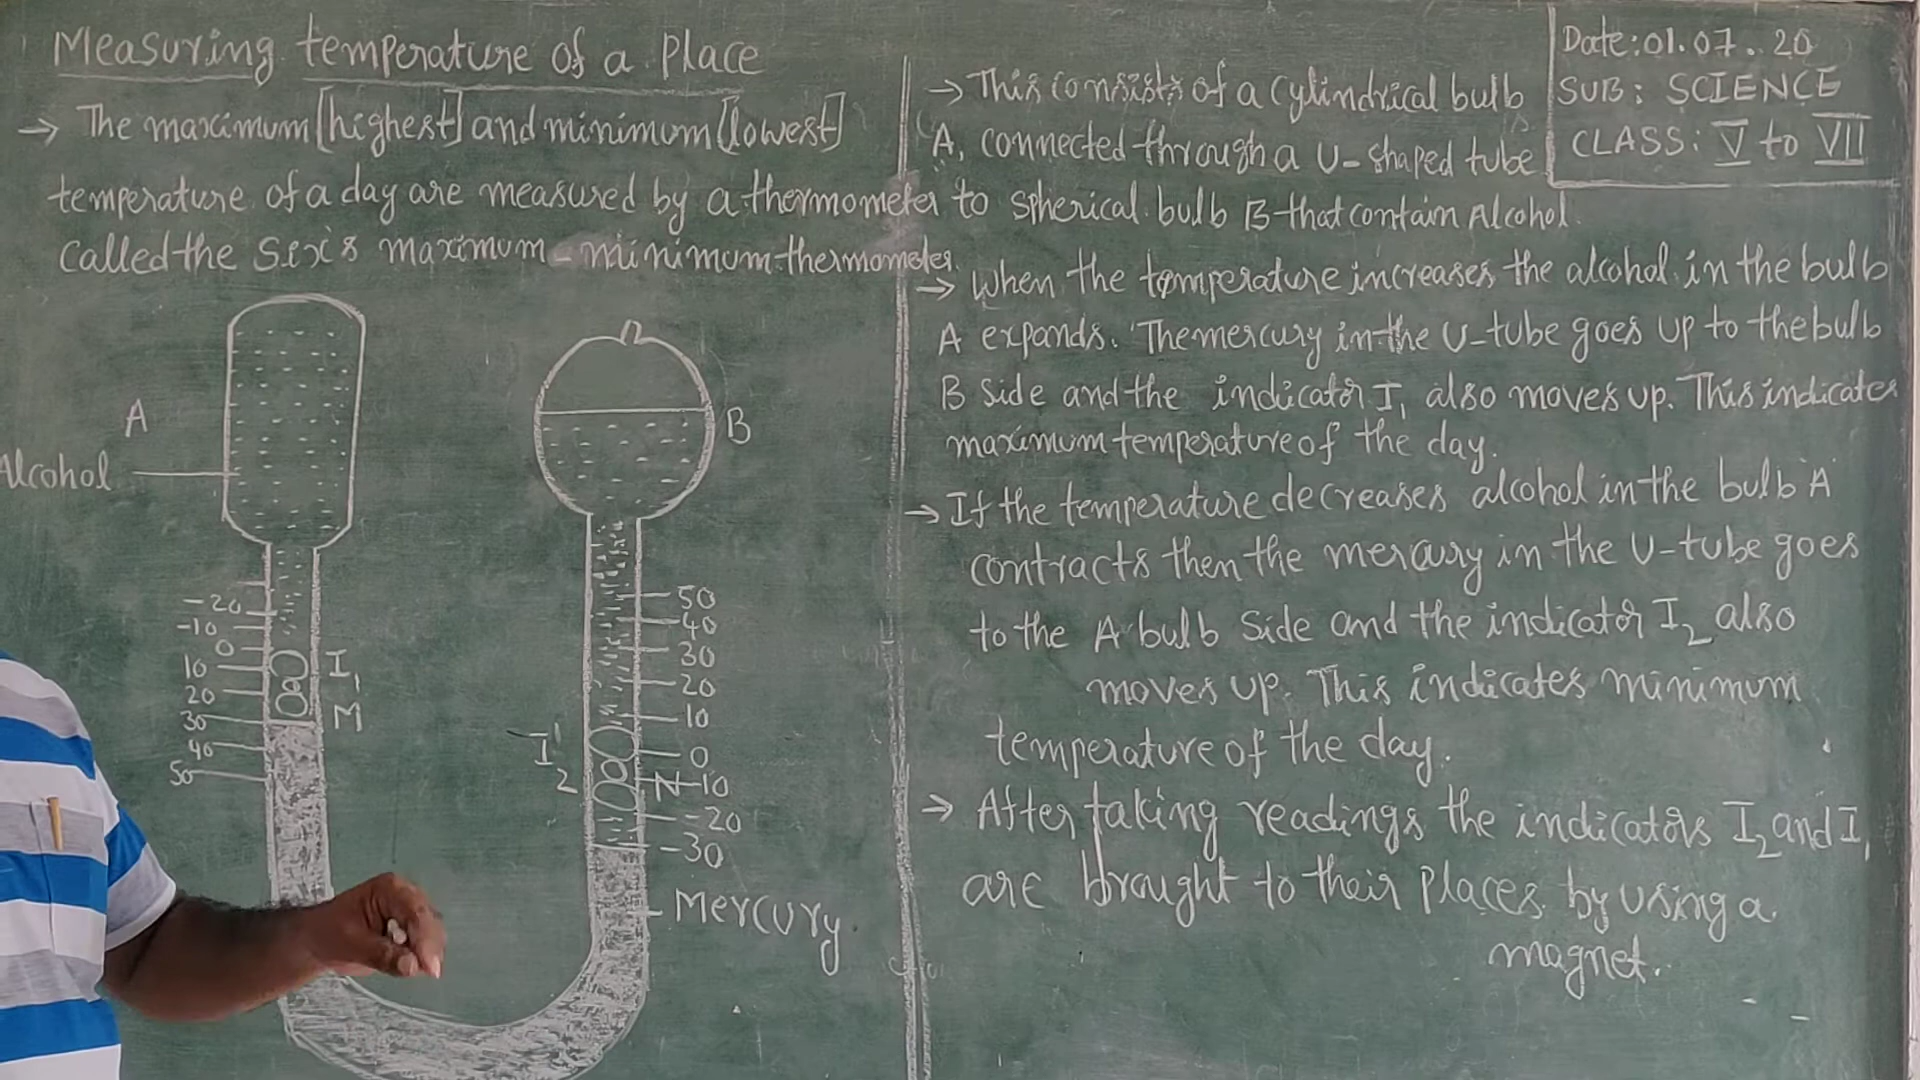 Measuring temperature of a Place
→ The maximum [highest] and minimum [lowest]
temperature of a day are measured by a thermometer
called the Six's maximum - minimum thermometer.
A
Alcohol
B
-20
-10
0
10
20
30
40
50
I1
M
50
40
30
20
10
0
N -10
-20
-30
I2
Mercury
→ This consists of a cylindrical bulb
A, connected through a U-shaped tube
to spherical bulb B that contain Alcohol.
→ When the temperature increases the alcohol in the bulb
A expands. The mercury in the U-tube goes up to the bulb
B side and the indicator I1 also moves up. This indicates
maximum temperature of the day.
→ If the temperature decreases alcohol in the bulb "A"
contracts then the mercury in the U-tube goes
to the A bulb Side and the indicator I2 also
moves up. This indicates minimum
temperature of the day.
→ After taking readings the indicators I2 and I1
are brought to their places by using a
magnet.
Date: 01.07.20
SUB: SCIENCE
CLASS: V to VII